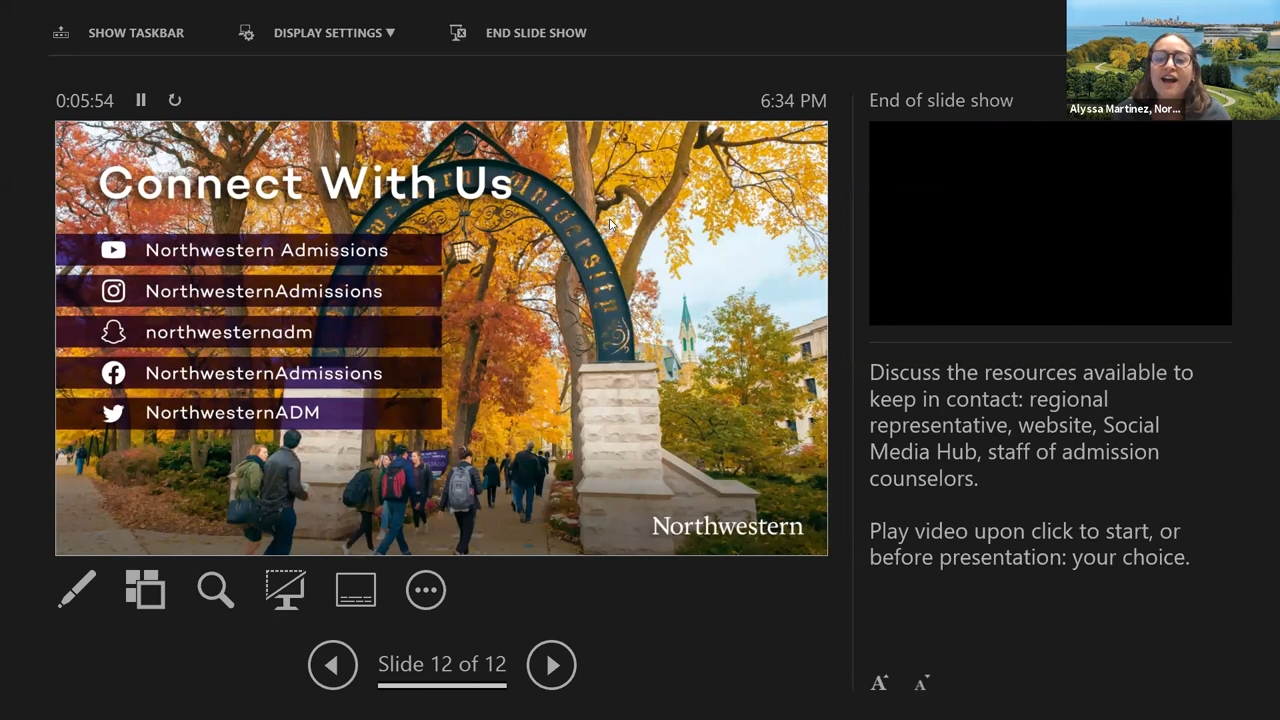 SHOW TASKBAR
DISPLAY SETTINGS ▼
END SLIDE SHOW
Alyssa Martinez, Nor...
0:05:54
6:34 PM
End of slide show
Connect With Us
Northwestern Admissions
NorthwesternAdmissions
northwesternadm
NorthwesternAdmissions
NorthwesternADM
Northwestern
Discuss the resources available to
keep in contact: regional
representative, website, Social
Media Hub, staff of admission
counselors.
Play video upon click to start, or
before presentation: your choice.
Slide 12 of 12
A A